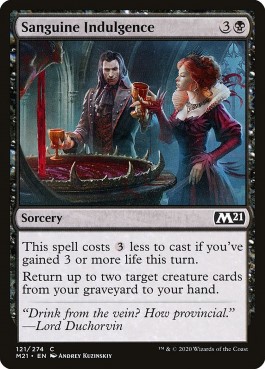 Sanguine Indulgence 3
Sorcery M21
This spell costs 3 less to cast if you've
gained 3 or more life this turn.
Return up to two target creature cards
from your graveyard to your hand.
"Drink from the vein? How provincial."
—Lord Duchorvin
121/274 C
M21 • EN Andrey Kuzinskiy
™ & © 2020 Wizards of the Coast